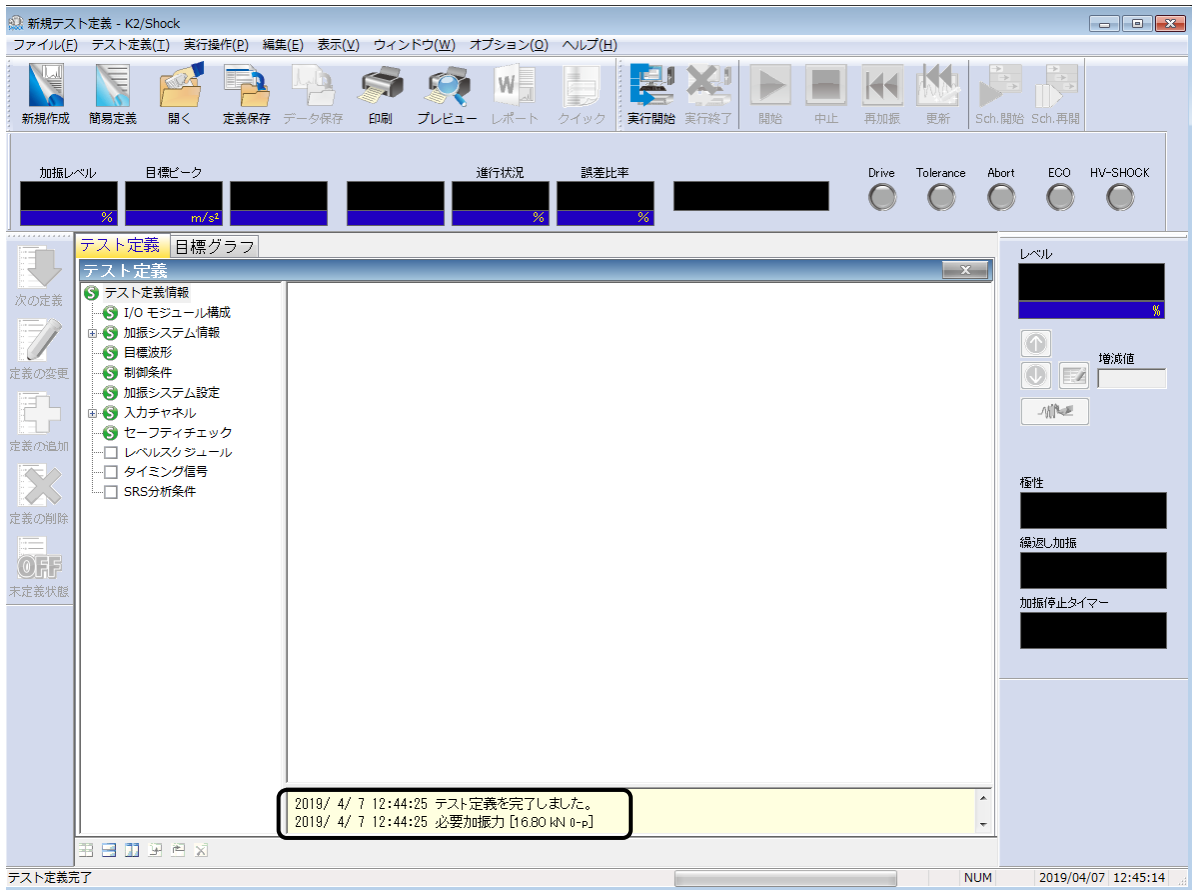 新規テスト定義 - K2/Shock
ファイル(F) テスト定義(T) 実行操作(P) 編集(E) 表示(V) ウィンドウ(W) オプション(O) ヘルプ(H)
新規作成 簡易定義 開く 定義保存 データ保存 印刷 プレビュー レポート クイック 実行開始 実行終了 開始 中止 再加振 更新 Sch.開始 Sch.再開
加振レベル 目標ピーク 進行状況 誤差比率 Drive Tolerance Abort ECO HV-SHOCK
% m/s² % %
テスト定義 目標グラフ
テスト定義
次の定義
定義の変更
定義の追加
定義の削除
OFF
未定義状態
テスト定義情報
I/O モジュール構成
加振システム情報
目標波形
制御条件
加振システム設定
入力チャネル
セーフティチェック
レベルスケジュール
タイミング信号
SRS分析条件
レベル
%
増減値
極性
繰返し加振
加振停止タイマー
2019/ 4/ 7 12:44:25 テスト定義を完了しました。
2019/ 4/ 7 12:44:25 必要加振力 [16.80 kN 0-p]
テスト定義完了 NUM 2019/04/07 12:45:14